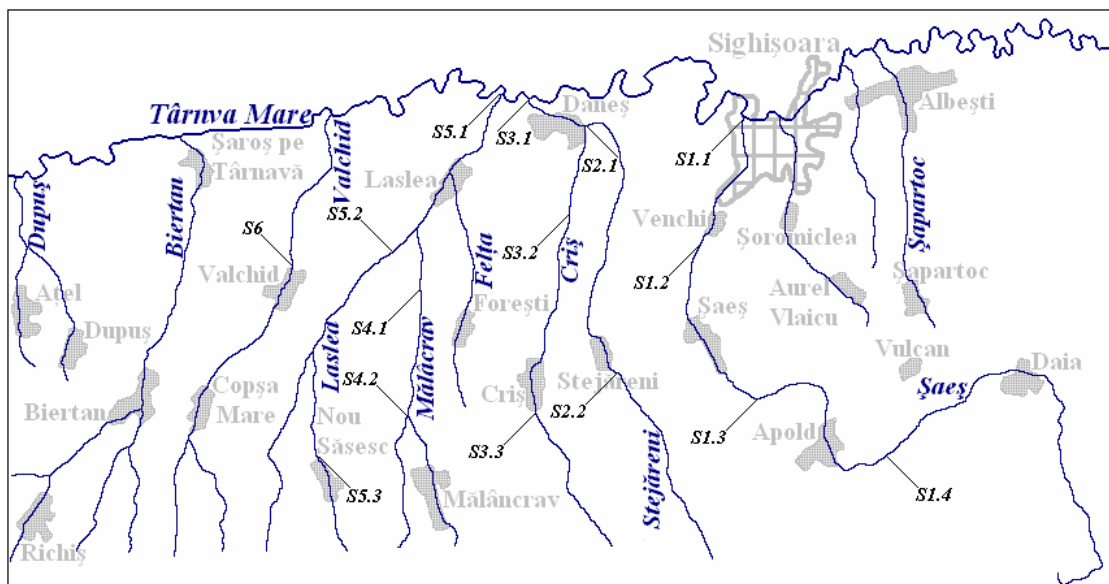 Sighişoara
Albeşti
Târnva Mare
Daneş
S5.1
S3.1
S2.1
S1.1
Şaroş pe
Târnavă
Valchid
Laslea
Dupuş
Biertan
S5.2
S6
Valchid
Felţa
S3.2
Criş
Venchi
S1.2
Şoromiclea
Şapartoc
Aţel
Dupuş
S4.1
Foreşti
Şaeş
Aurel
Vlaicu
Şapartoc
Vulcan
Daia
Laslea
S4.2
Mălâcrav
Criş
Stejăreni
S2.2
Şaeş
Biertan
Copşa
Mare
Nou
Săsesc
S3.3
S1.3
Apold
S5.3
Mălâncrav
Stejăreni
S1.4
Richiş